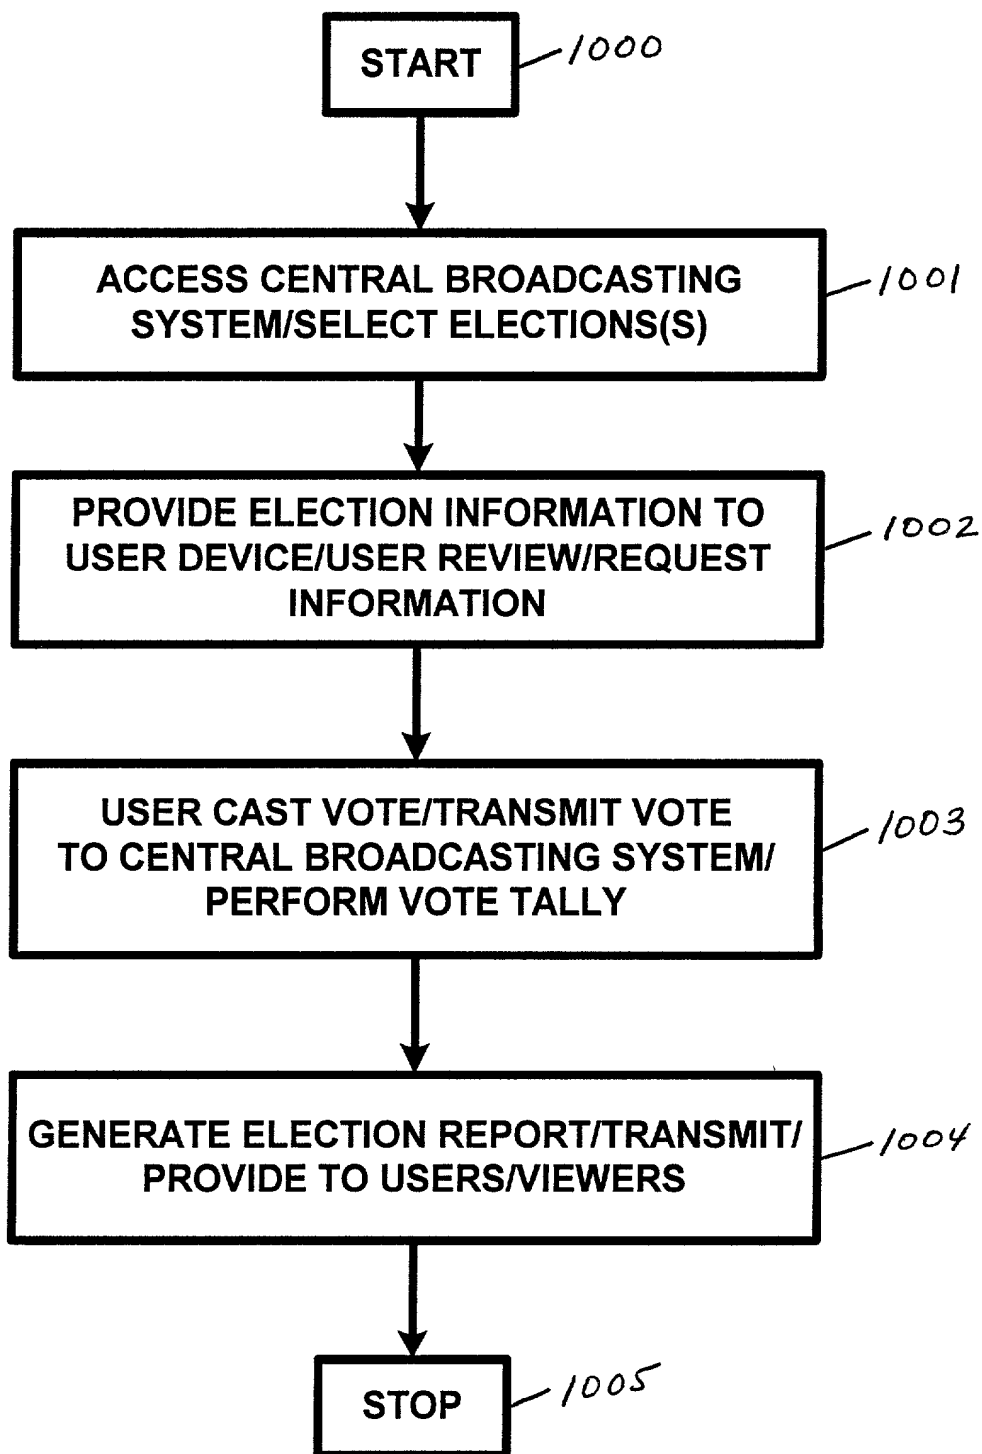 START
1000
ACCESS CENTRAL BROADCASTING
SYSTEM/SELECT ELECTIONS(S)
1001
PROVIDE ELECTION INFORMATION TO
USER DEVICE/USER REVIEW/REQUEST
INFORMATION
1002
USER CAST VOTE/TRANSMIT VOTE
TO CENTRAL BROADCASTING SYSTEM/
PERFORM VOTE TALLY
1003
GENERATE ELECTION REPORT/TRANSMIT/
PROVIDE TO USERS/VIEWERS
1004
STOP
1005